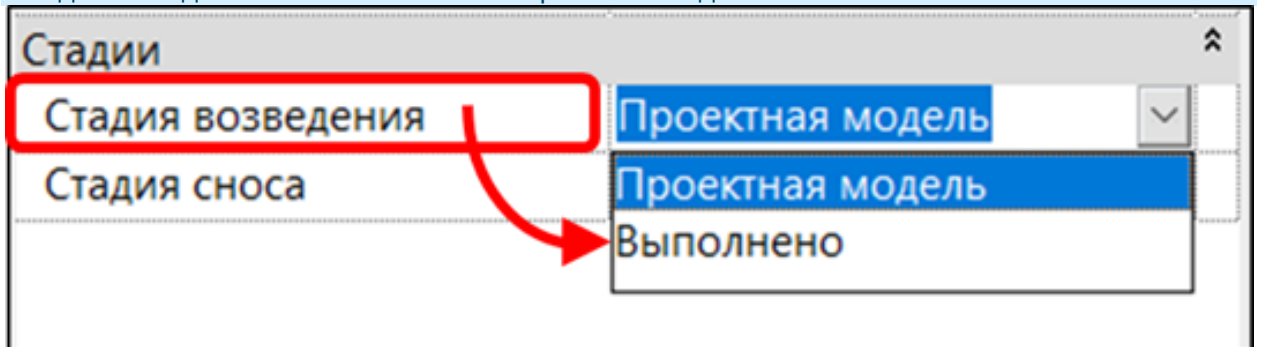 Стадии
Стадия возведения Проектная модель
Стадия сноса Проектная модель
Выполнено